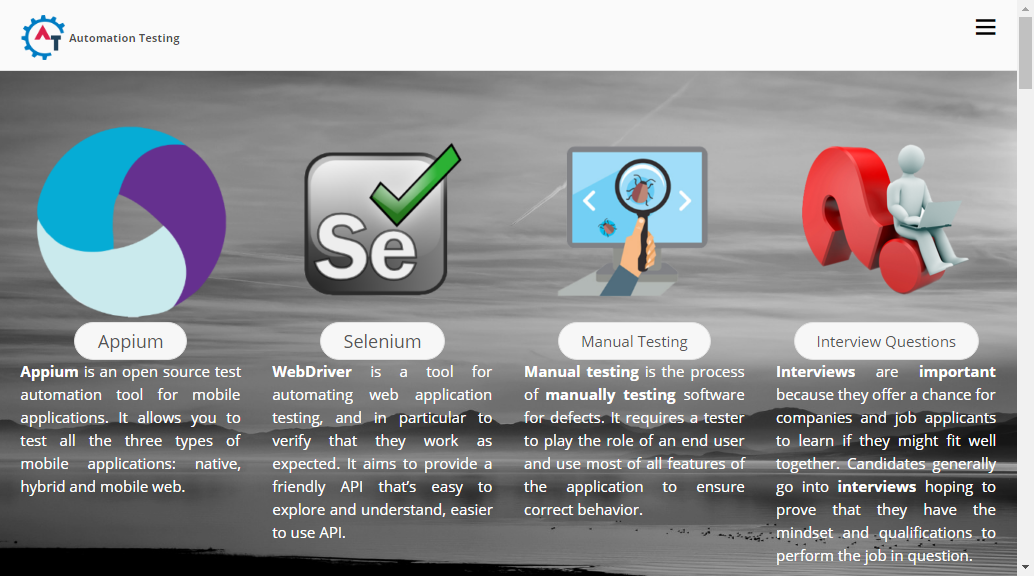 AT Automation Testing
Se
Appium
Appium is an open source test
automation tool for mobile
applications. It allows you to
test all the three types of
mobile applications: native,
hybrid and mobile web.
Selenium
WebDriver is a tool for
automating web application
testing, and in particular to
verify that they work as
expected. It aims to provide a
friendly API that’s easy to
explore and understand, easier
to use API.
Manual Testing
Manual testing is the process
of manually testing software
for defects. It requires a tester
to play the role of an end user
and use most of all features of
the application to ensure
correct behavior.
Interview Questions
Interviews are important
because they offer a chance for
companies and job applicants
to learn if they might fit well
together. Candidates generally
go into interviews hoping to
prove that they have the
mindset and qualifications to
perform the job in question.